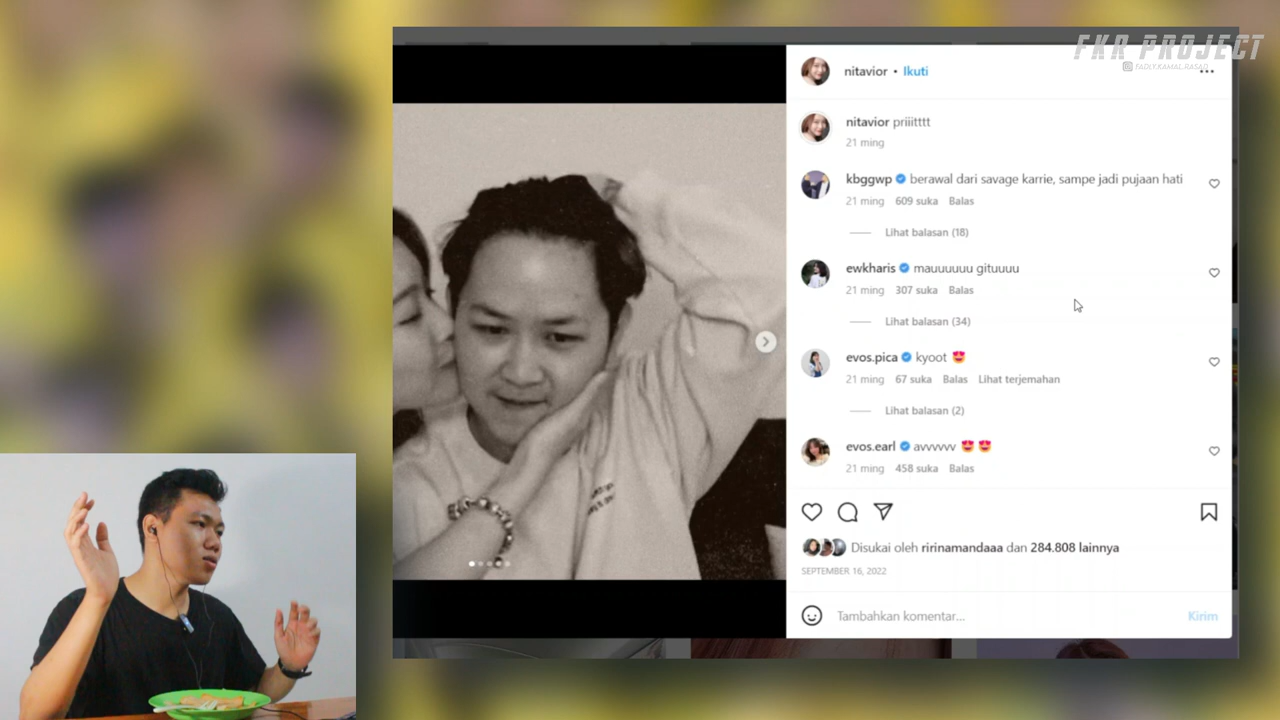 FKR PROJECT
FADLY.KAMAL.RASAD
nitavior • Ikuti
nitavior priiitttt
21 ming
kbggwp berawal dari savage karrie, sampe jadi pujaan hati
21 ming 609 suka Balas
Lihat balasan (18)
ewkharis mauuuuuu gituuuu
21 ming 307 suka Balas
Lihat balasan (34)
evos.pica kyoot 😍
21 ming 67 suka Balas Lihat terjemahan
Lihat balasan (2)
evos.earl avvvvvv 😍 😍
21 ming 458 suka Balas
Disukai oleh ririnamandaaa dan 284.808 lainnya
SEPTEMBER 16, 2022
Tambahkan komentar... Kirim